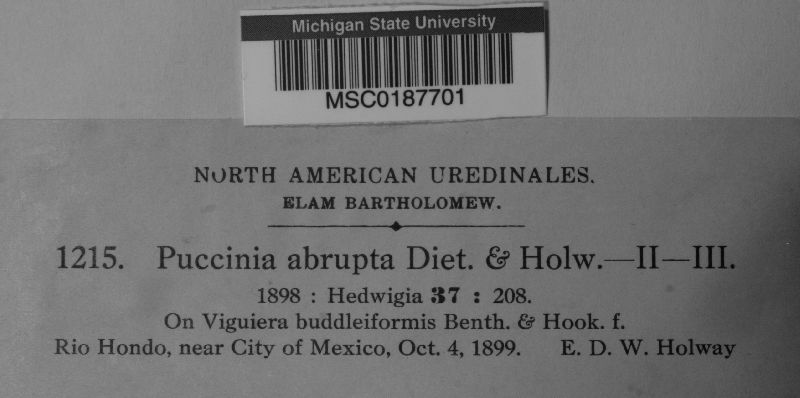 Michigan State University
MSC0187701
NORTH AMERICAN UREDINALES.
ELAM BARTHOLOMEW.
1215. Puccinia abrupta Diet. & Holw.—II—III.
1898 : Hedwigia 37 : 208.
On Viguiera buddleiformis Benth. & Hook. f.
Rio Hondo, near City of Mexico, Oct. 4, 1899. E. D. W. Holway